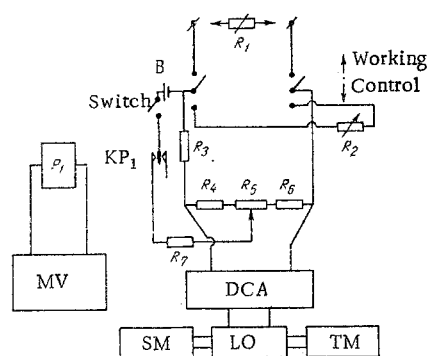 R1
B
Working
Control
Switch
R2
R3
KP1
P1
R4
R5
R6
R7
MV
DCA
SM
LO
TM